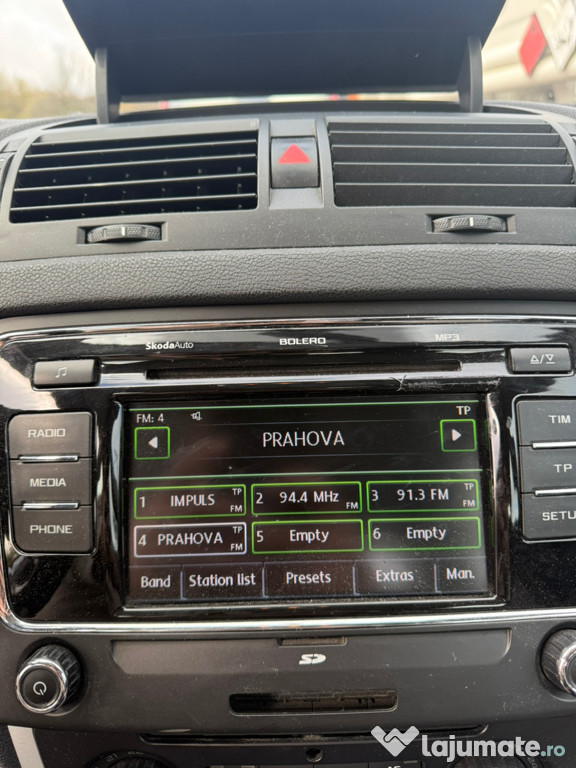 SkodaAuto BOLERO MP3
FM: 4 TP
RADIO
MEDIA
PHONE
PRAHOVA
1 IMPULS TP FM
2 94.4 MHz FM
3 91.3 FM TP FM
4 PRAHOVA TP FM
5 Empty
6 Empty
Band Station list Presets Extras Man.
TIM
TP
SETU
SD
lajumate.ro